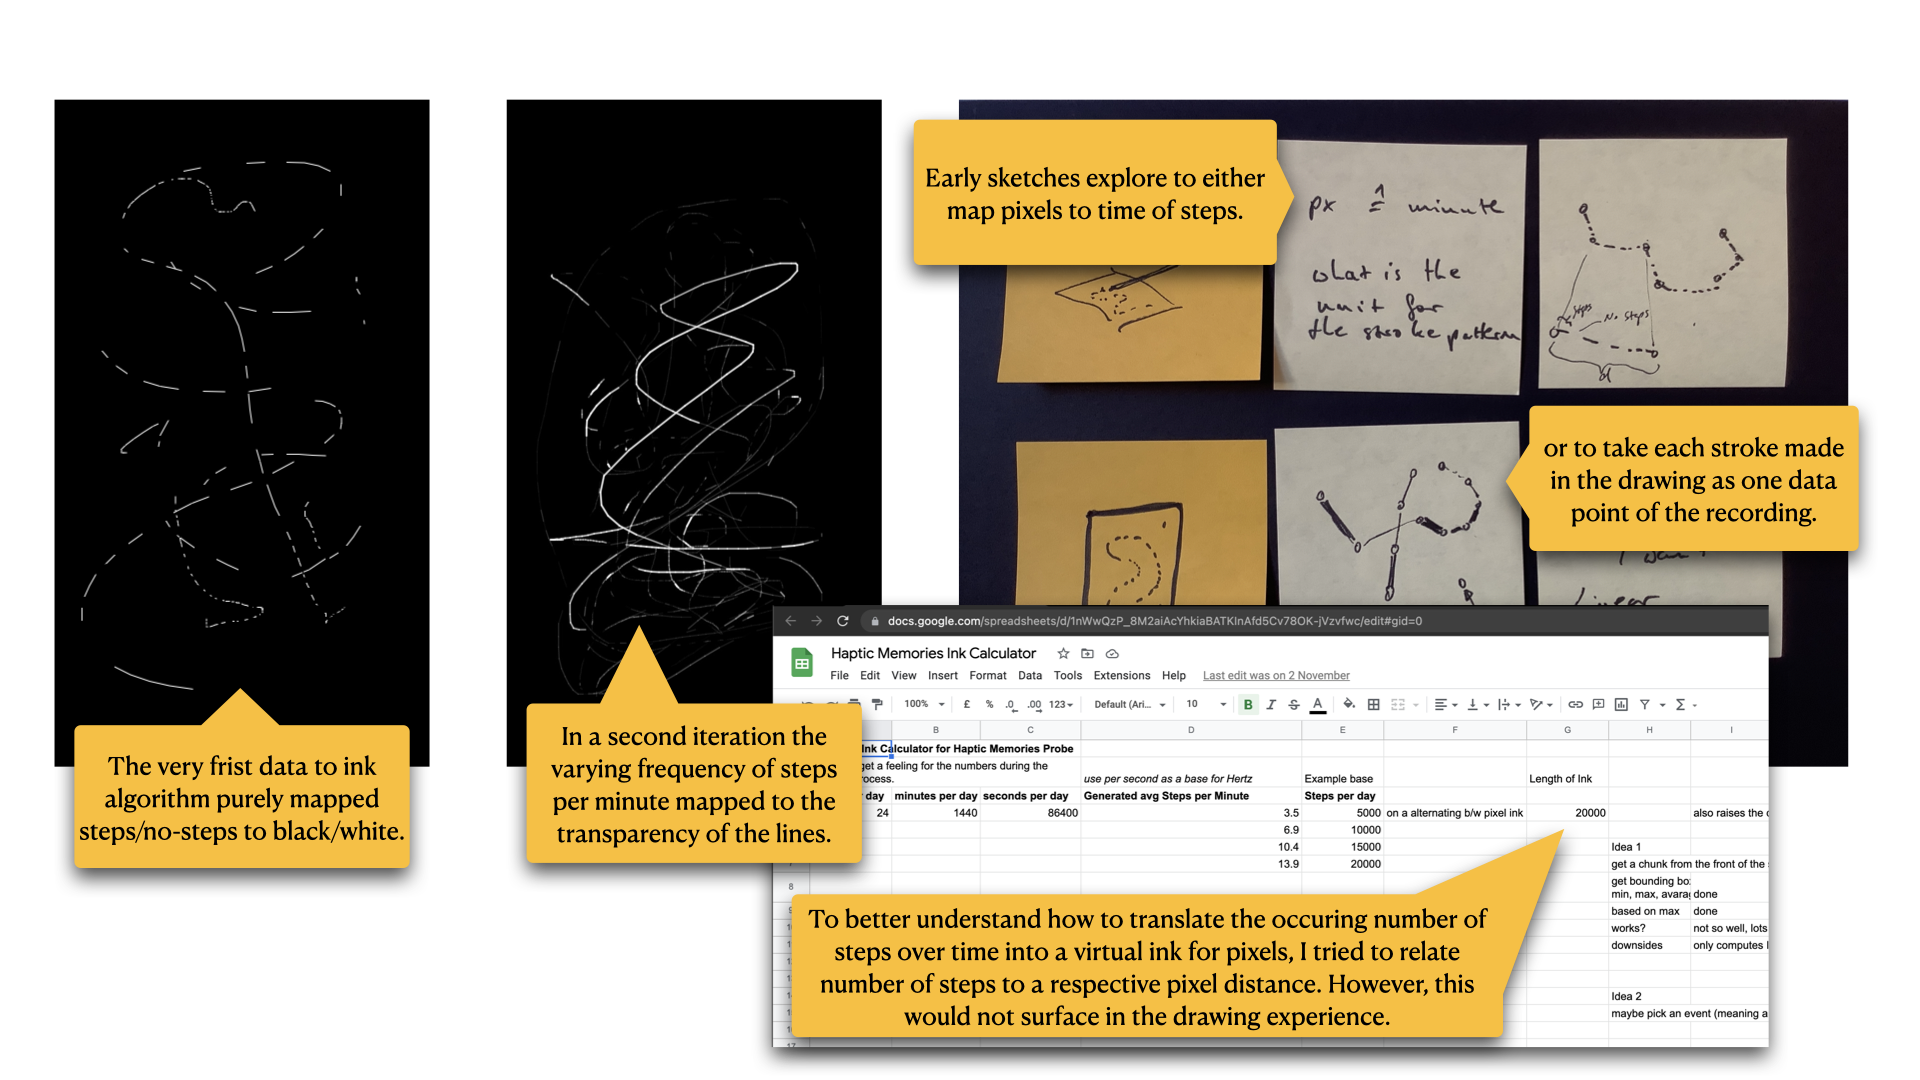 The very frist data to ink
algorithm purely mapped
steps/no-steps to black/white.
In a second iteration the
varying frequency of steps
per minute mapped to the
transparency of the lines.
Early sketches explore to either
map pixels to time of steps.
px ≙ minute
what is the
unit for
the stroke pattern
steps
No steps
or to take each stroke made
in the drawing as one data
point of the recording.
Linear
docs.google.com/spreadsheets/d/1nWwQzP_8M2aiAcYhkiaBATKInAfd5Cv78OK-jVzvfwc/edit#gid=0
Haptic Memories Ink Calculator
File Edit View Insert Format Data Tools Extensions Help Last edit was on 2 November
100% £ % .0 .00 123 Default (Ari... 10 B I S A
B C D E F G H I
Ink Calculator for Haptic Memories Probe
get a feeling for the numbers during the
ocess. use per second as a base for Hertz Example base Length of Ink
day minutes per day seconds per day Generated avg Steps per Minute Steps per day
24 1440 86400 3.5 5000 on a alternating b/w pixel ink 20000 also raises the
6.9 10000
10.4 15000 Idea 1
13.9 20000 get a chunk from the front of the
8 get bounding bo
min, max, avara done
based on max done
works? not so well, lots
downsides only computes
Idea 2
maybe pick an event (meaning a
17
To better understand how to translate the occuring number of
steps over time into a virtual ink for pixels, I tried to relate
number of steps to a respective pixel distance. However, this
would not surface in the drawing experience.